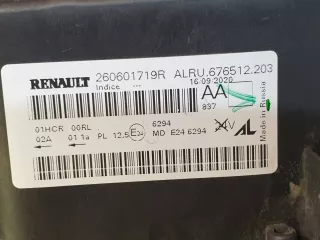 RENAULT 260601719R ALRU.676512.203
Indice ... 16-09-2020
AA
837
01HCR 00RL 6294
02A 01 1a PL 12.5 E24 MD E24 6294 AL
Made in Russia